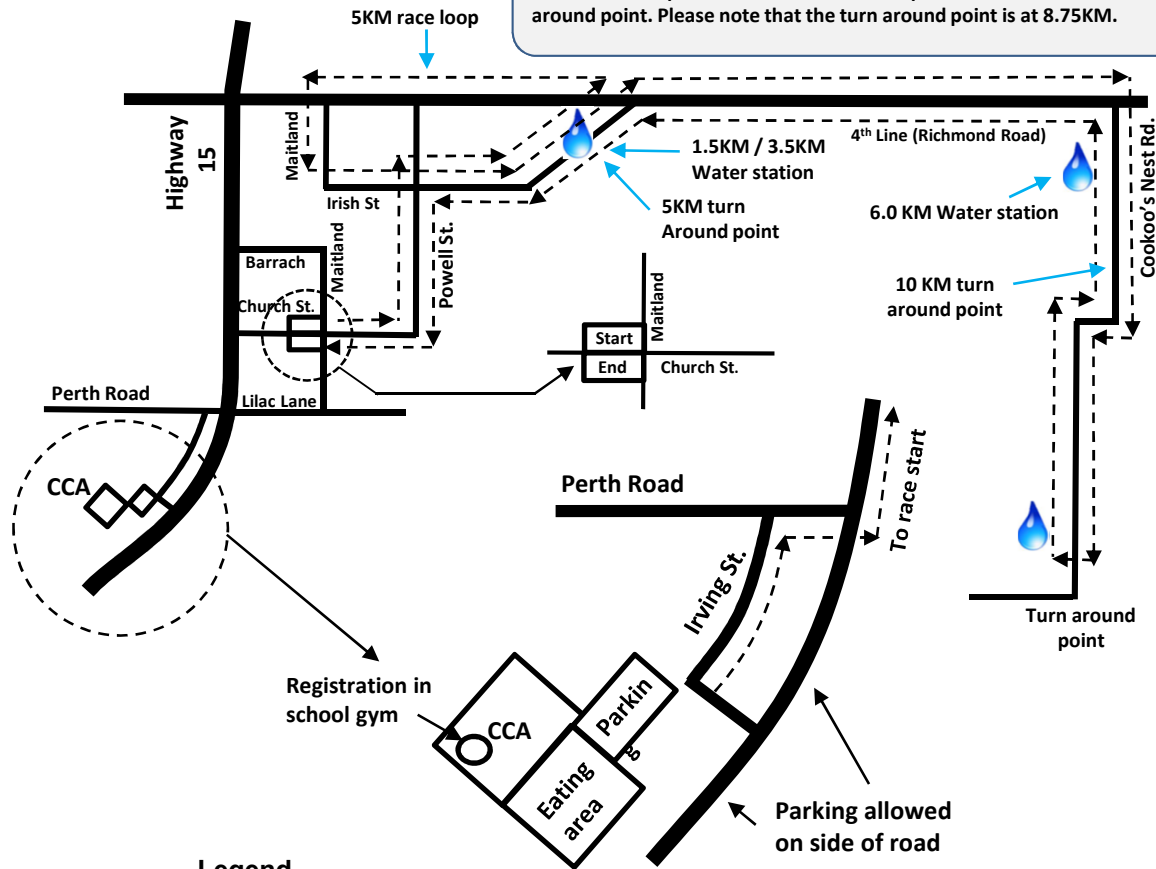 around point. Please note that the turn around point is at 8.75KM.
5KM race loop
Highway
15
Maitland
Irish St
1.5KM / 3.5KM
Water station
5KM turn
Around point
4th Line (Richmond Road)
6.0 KM Water station
Cookoo's Nest Rd.
10 KM turn
around point
Barrach
Maitland
Powell St.
Church St.
Start
End
Maitland
Church St.
Perth Road
Lilac Lane
CCA
Perth Road
To race start
Irving St.
Turn around
point
Registration in
school gym
CCA
Parkin
g
Eating
area
Parking allowed
on side of road
Legend